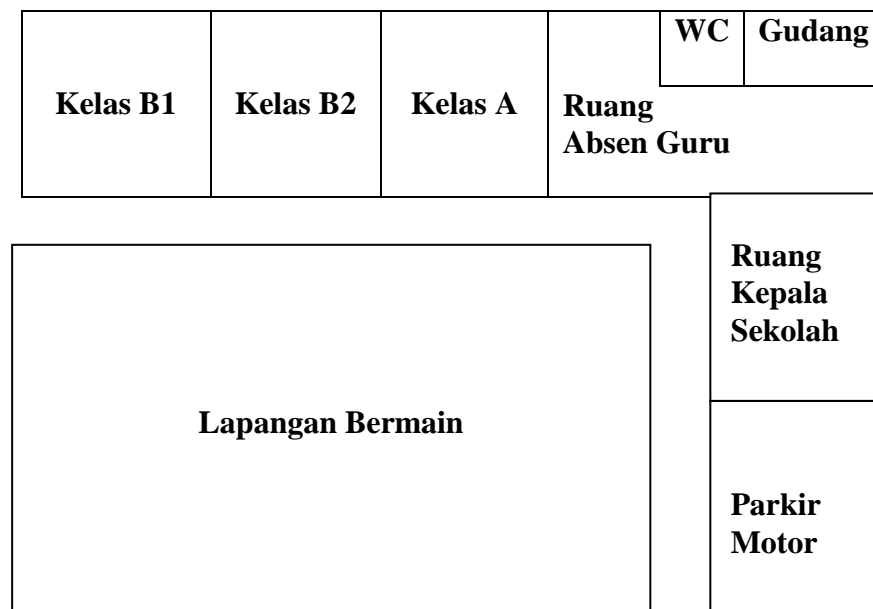 WC
Gudang
Kelas B1
Kelas B2
Kelas A
Ruang
Absen Guru
Ruang
Kepala
Sekolah
Lapangan Bermain
Parkir
Motor